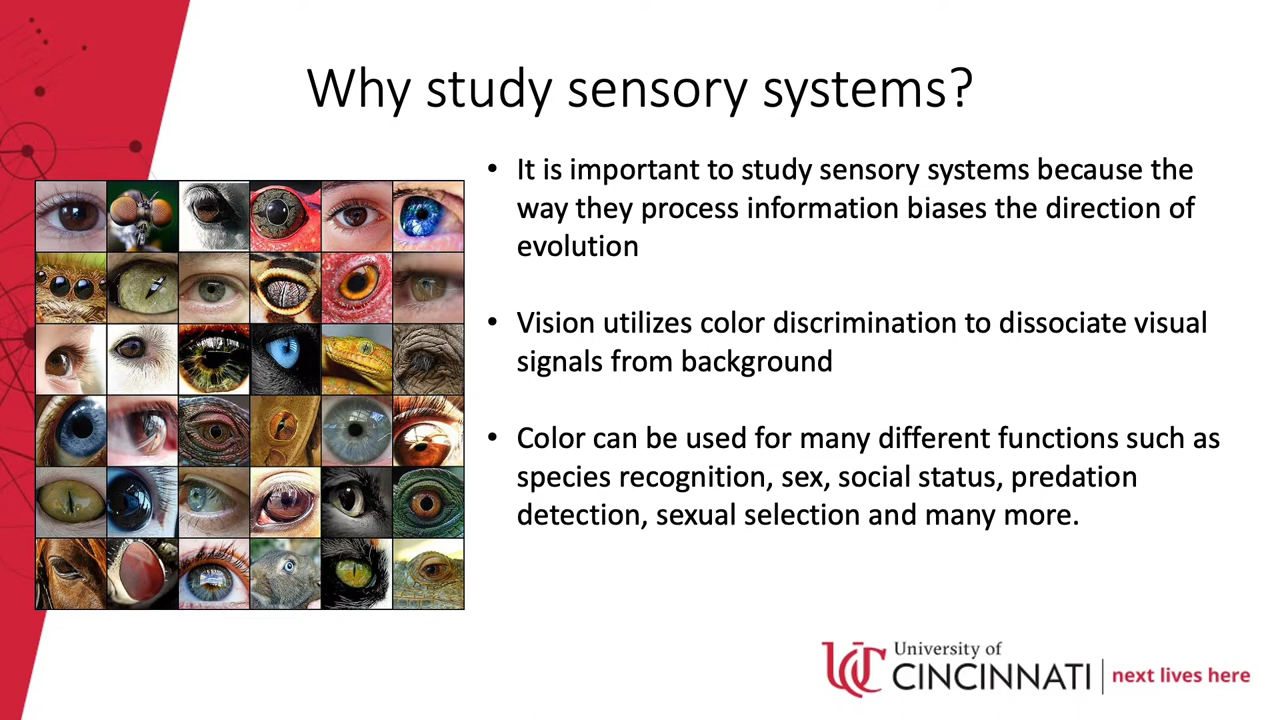 Why study sensory systems?
• It is important to study sensory systems because the
way they process information biases the direction of
evolution
• Vision utilizes color discrimination to dissociate visual
signals from background
• Color can be used for many different functions such as
species recognition, sex, social status, predation
detection, sexual selection and many more.
UC
University of
CINCINNATI
next lives here